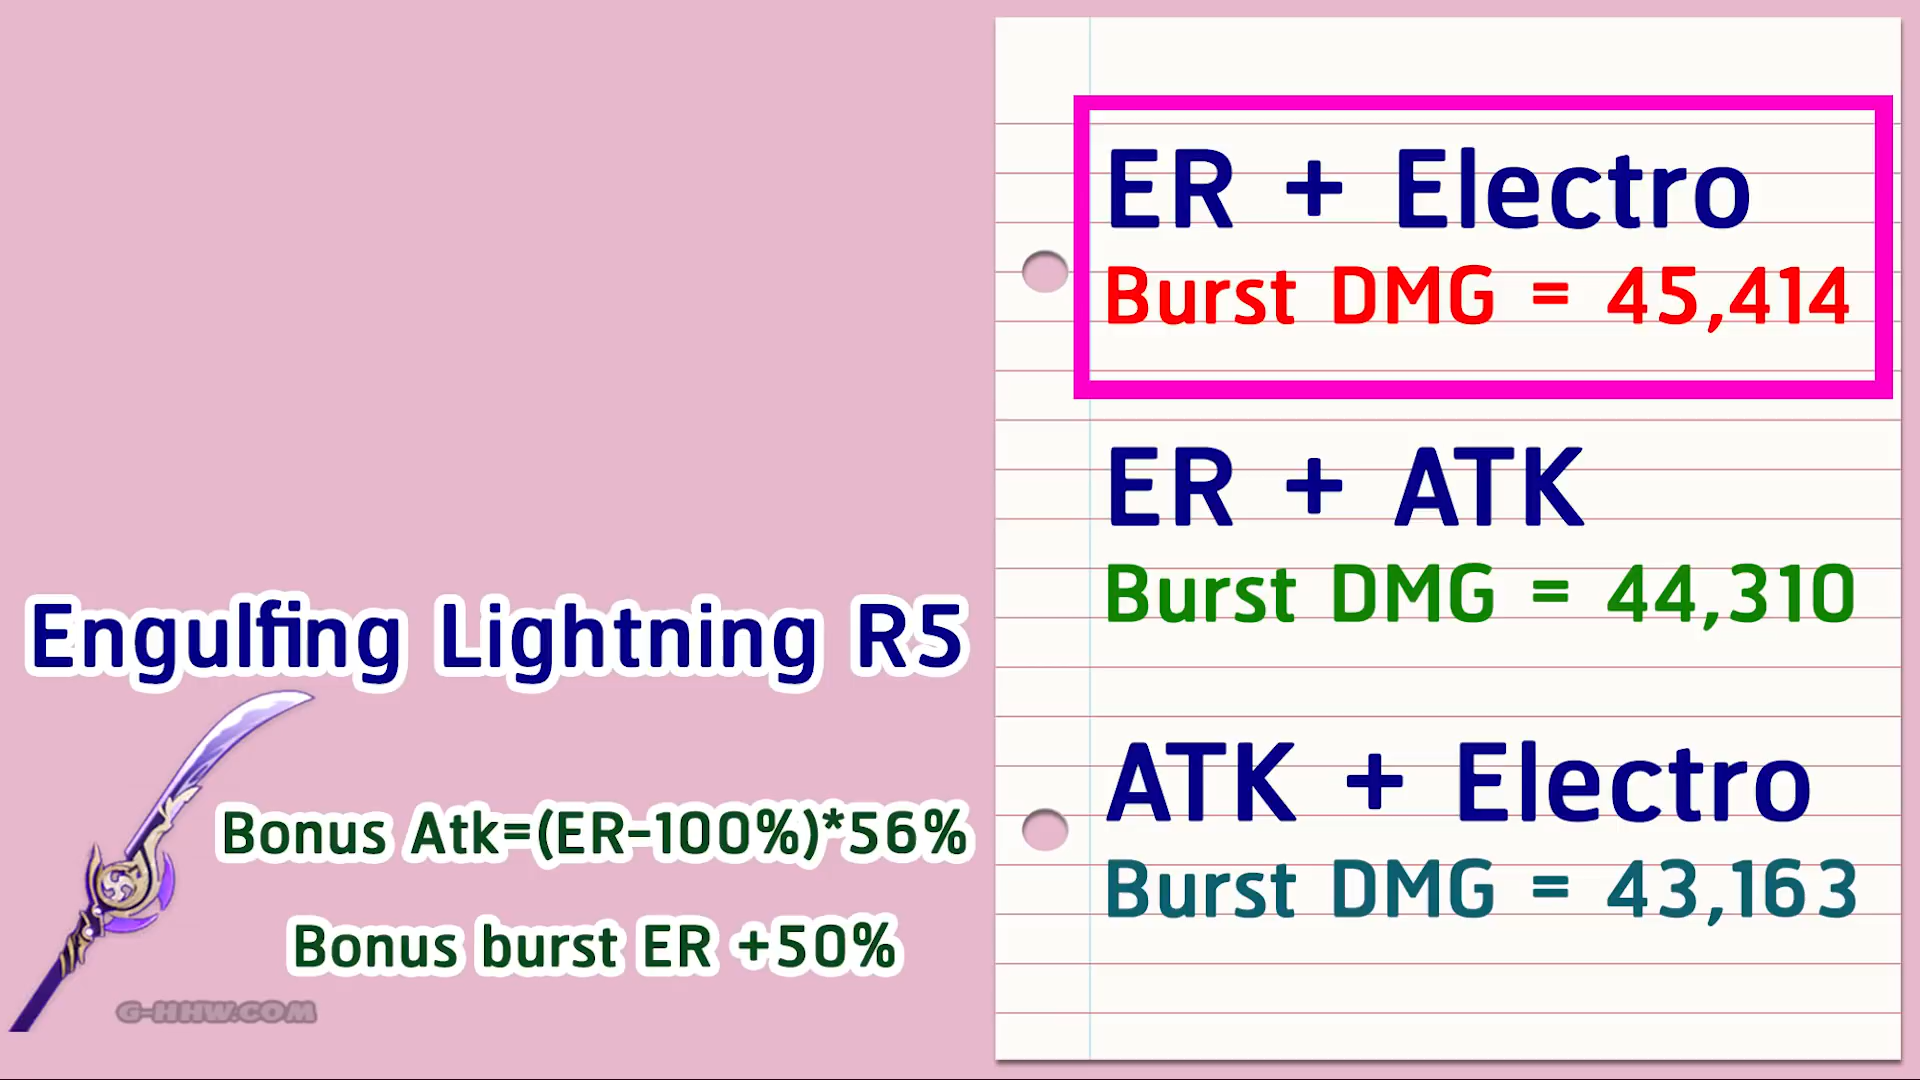 Engulfing Lightning R5
Bonus Atk=(ER-100%)*56%
Bonus burst ER +50%
G-HHW.COM
ER + Electro
Burst DMG = 45,414
ER + ATK
Burst DMG = 44,310
ATK + Electro
Burst DMG = 43,163